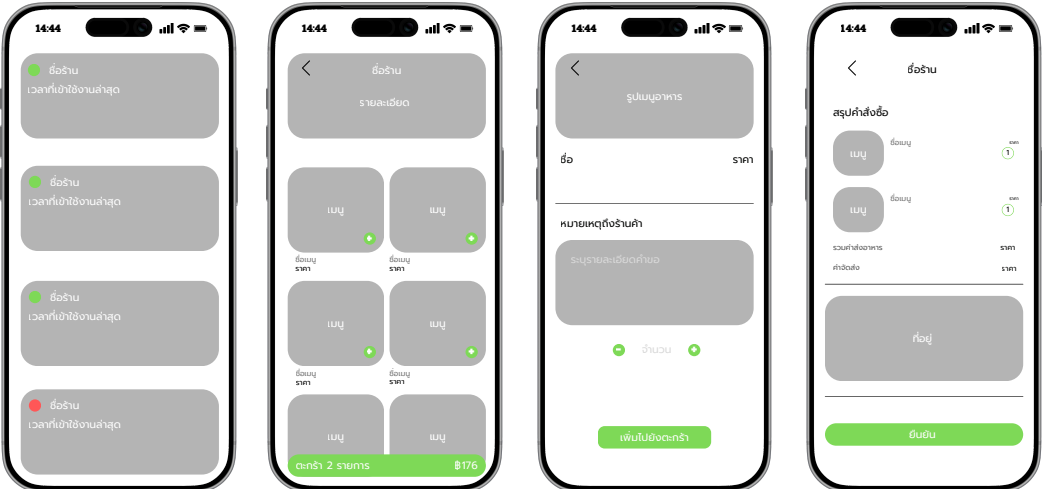 14:44
ชื่อร้าน
เวลาที่เข้าใช้งานล่าสุด
ชื่อร้าน
เวลาที่เข้าใช้งานล่าสุด
ชื่อร้าน
เวลาที่เข้าใช้งานล่าสุด
ชื่อร้าน
เวลาที่เข้าใช้งานล่าสุด
14:44
ชื่อร้าน
รายละเอียด
เมนู เมนู
ชื่อเมนู ชื่อเมนู
ราคา ราคา
เมนู เมนู
ชื่อเมนู ชื่อเมนู
ราคา ราคา
เมนู เมนู
ตะกร้า 2 รายการ ฿176
14:44
รูปเมนูอาหาร
ชื่อ ราคา
หมายเหตุถึงร้านค้า
ระบุรายละเอียดคำขอ
จำนวน
เพิ่มไปยังตะกร้า
14:44
ชื่อร้าน
สรุปคำสั่งซื้อ
เมนู ชื่อเมนู ราคา
1
เมนู ชื่อเมนู ราคา
1
รวมค่าส่งอาหาร ราคา
ค่าจัดส่ง ราคา
ที่อยู่
ยืนยัน